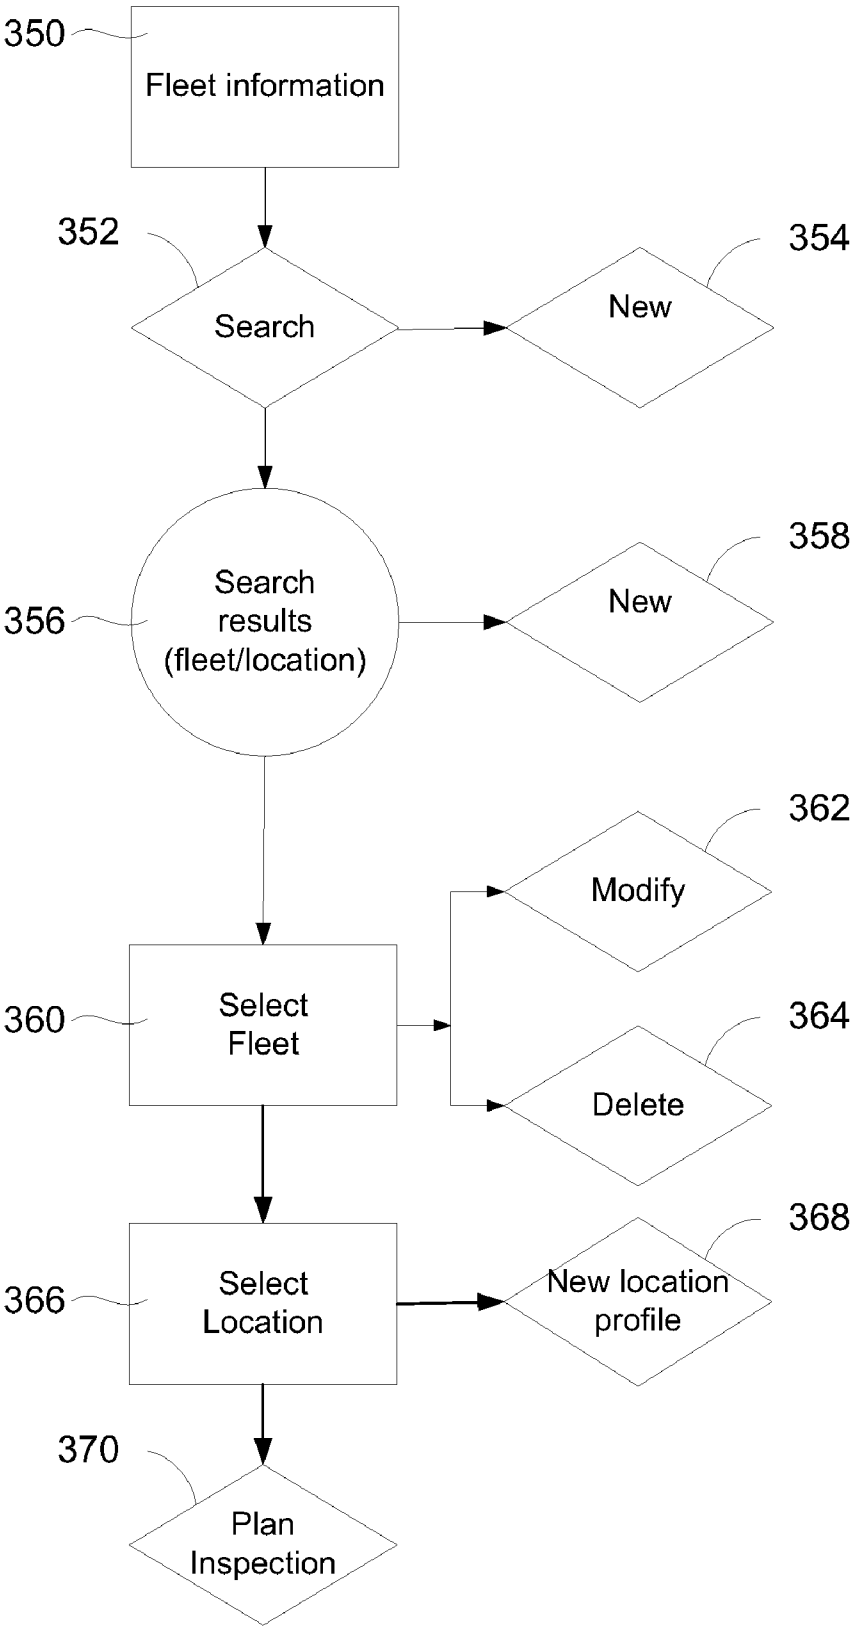 350
Fleet information
352
354
Search
New
356
Search
results
(fleet/location)
358
New
360
Select
Fleet
362
Modify
364
Delete
366
Select
Location
368
New location
profile
370
Plan
Inspection